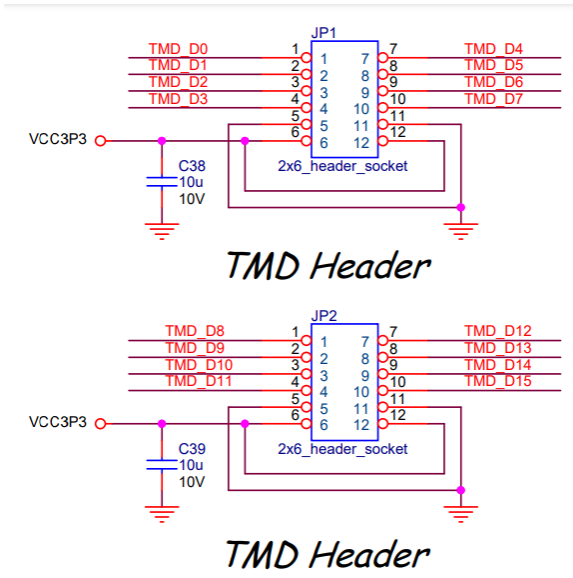 JP1
TMD_D0 1 1 7 7 TMD_D4
TMD_D1 2 2 8 8 TMD_D5
TMD_D2 3 3 9 9 TMD_D6
TMD_D3 4 4 10 10 TMD_D7
5 5 11 11
VCC3P3 6 6 12 12
2x6_header_socket
C38
10u
10V
TMD Header
JP2
TMD_D8 1 1 7 7 TMD_D12
TMD_D9 2 2 8 8 TMD_D13
TMD_D10 3 3 9 9 TMD_D14
TMD_D11 4 4 10 10 TMD_D15
5 5 11 11
VCC3P3 6 6 12 12
2x6_header_socket
C39
10u
10V
TMD Header